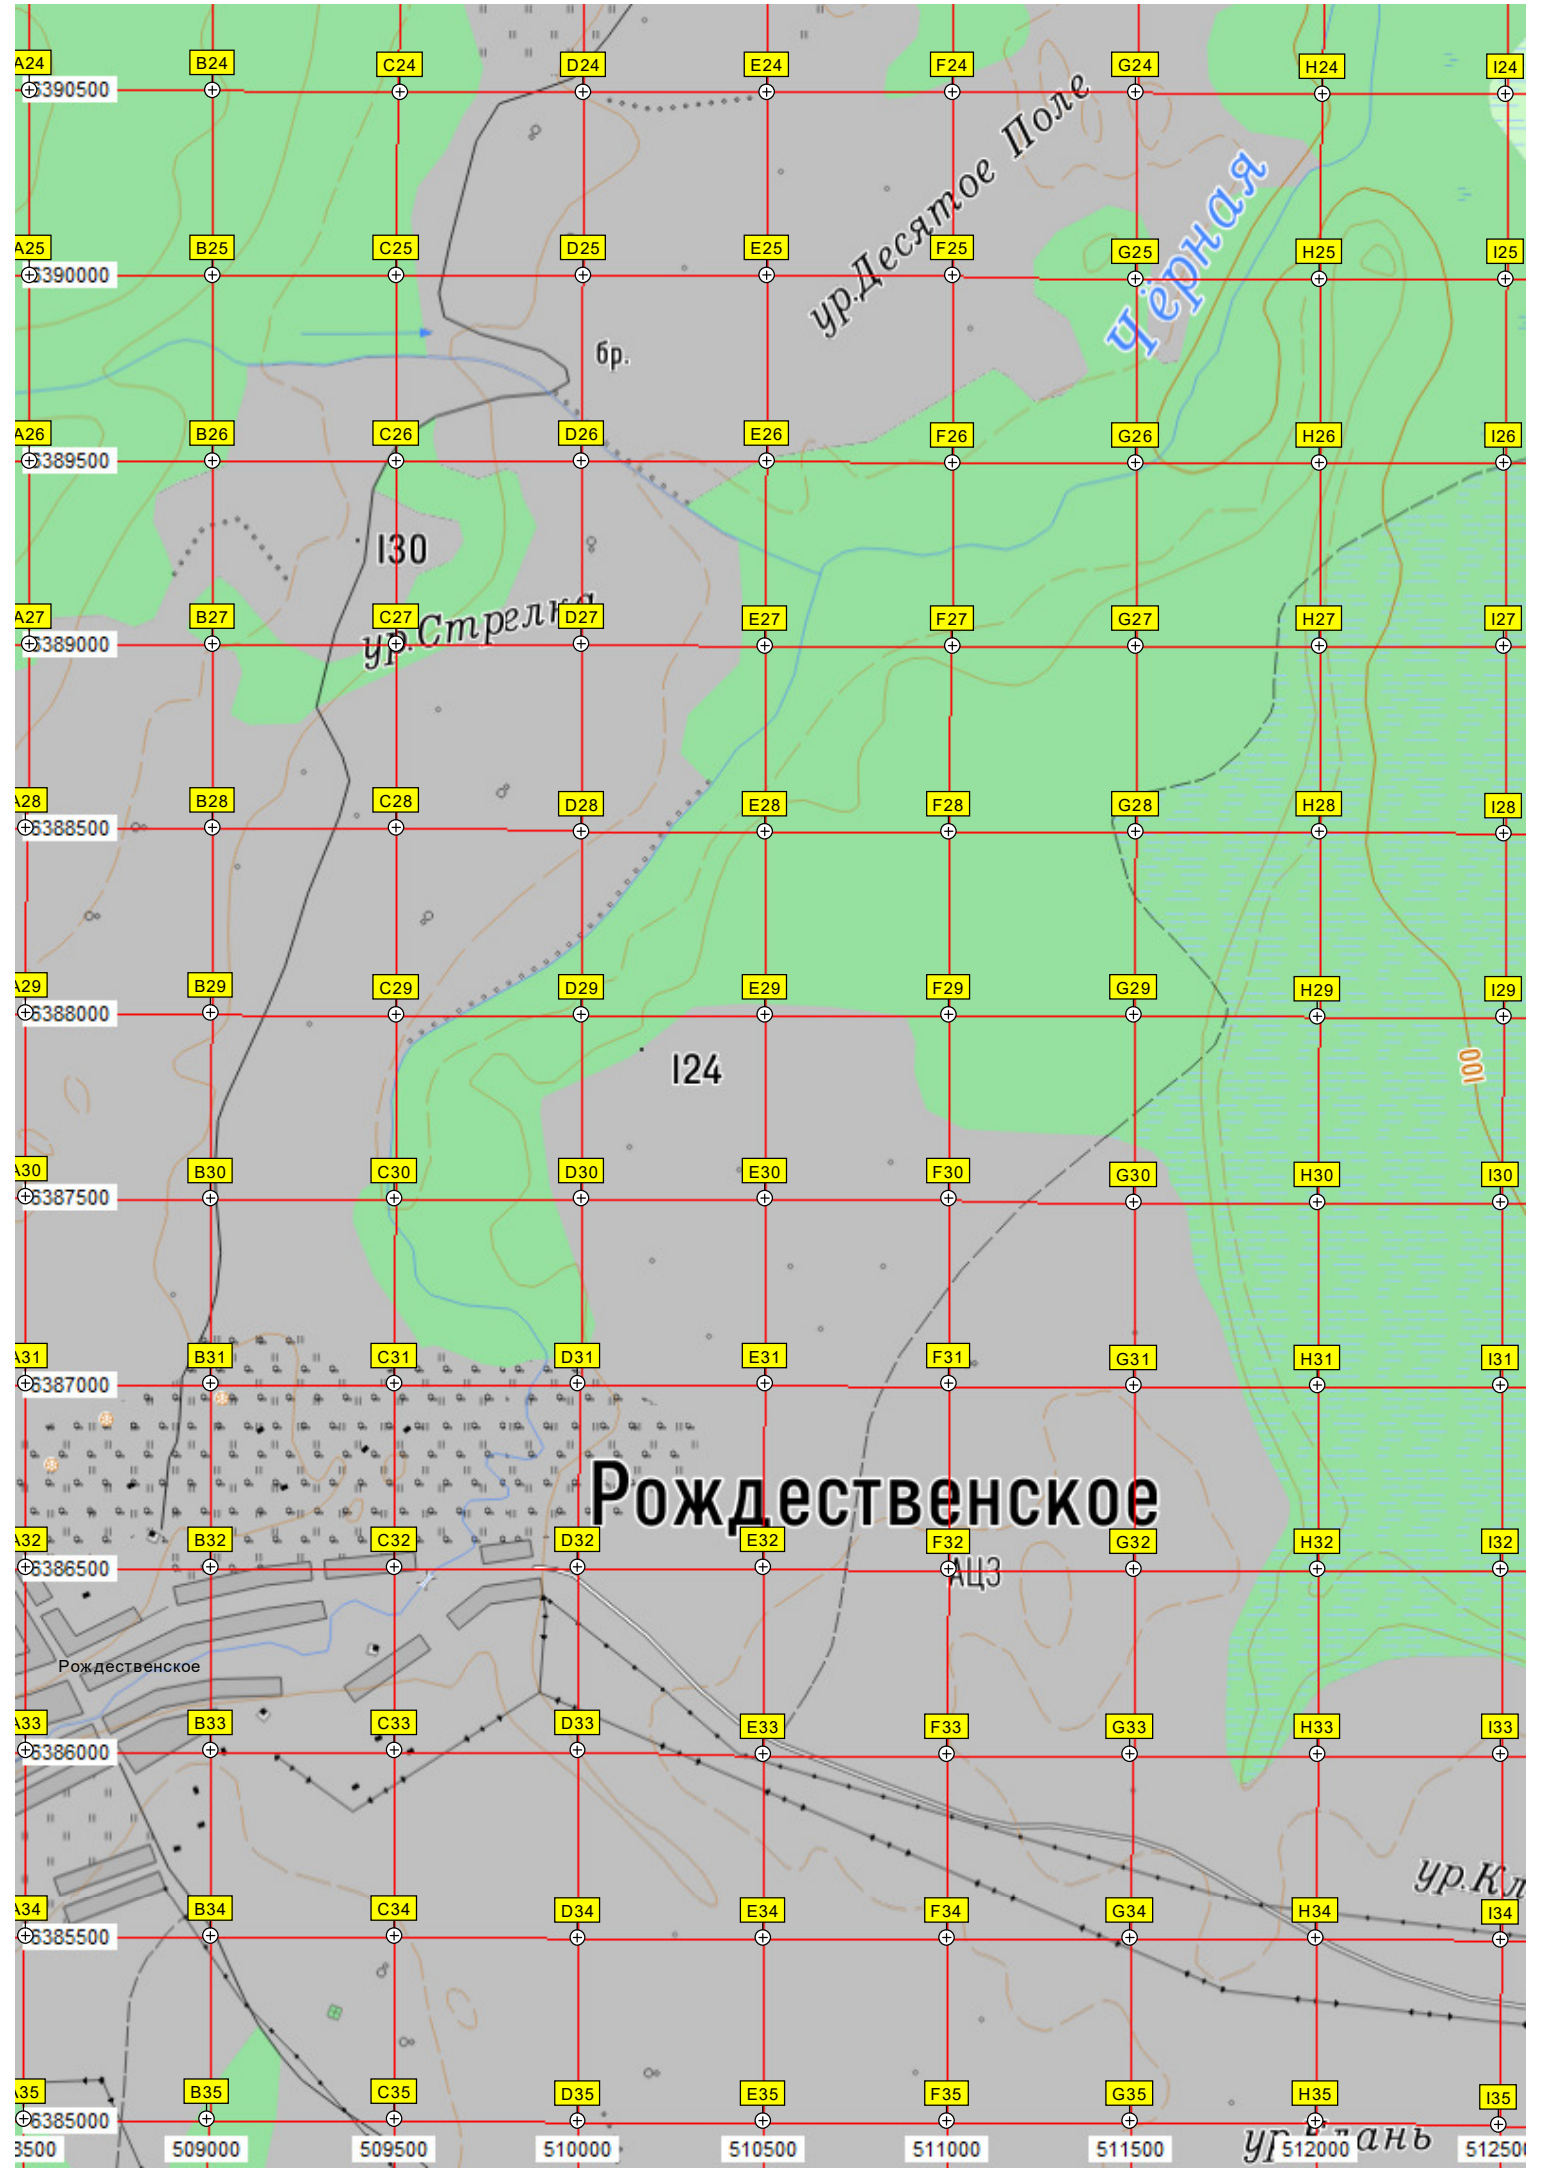 A24 B24 C24 D24 E24 F24 G24 H24 I24
6390500
ур.Десятое Поле
Чёрная
A25 B25 C25 D25 E25 F25 G25 H25 I25
6390000
бр.
A26 B26 C26 D26 E26 F26 G26 H26 I26
6389500
130
ур.Стрелка
A27 B27 C27 D27 E27 F27 G27 H27 I27
6389000
A28 B28 C28 D28 E28 F28 G28 H28 I28
6388500
A29 B29 C29 D29 E29 F29 G29 H29 I29
6388000
124
100
A30 B30 C30 D30 E30 F30 G30 H30 I30
6387500
A31 B31 C31 D31 E31 F31 G31 H31 I31
6387000
Рождественское
A32 B32 C32 D32 E32 F32 G32 H32 I32
6386500
АЦЗ
Рождественское
A33 B33 C33 D33 E33 F33 G33 H33 I33
6386000
ур.Кл
A34 B34 C34 D34 E34 F34 G34 H34 I34
6385500
A35 B35 C35 D35 E35 F35 G35 H35 I35
6385000
8500 509000 509500 510000 510500 511000 511500 512000 512500